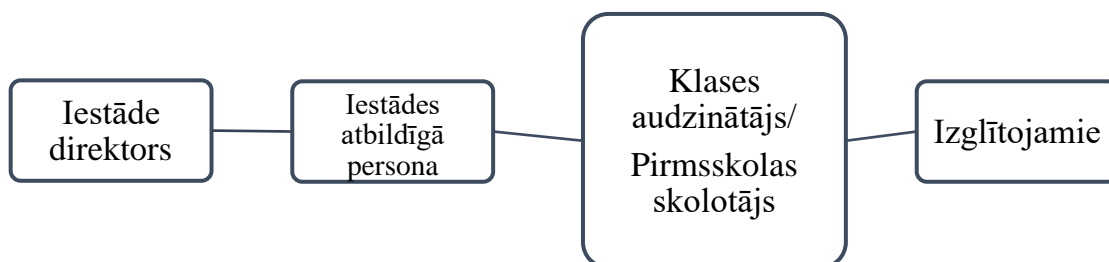 Iestāde
direktors
Iestādes
atbildīgā
persona
Klases
audzinātājs/
Pirmsskolas
skolotājs
Izglītojamie